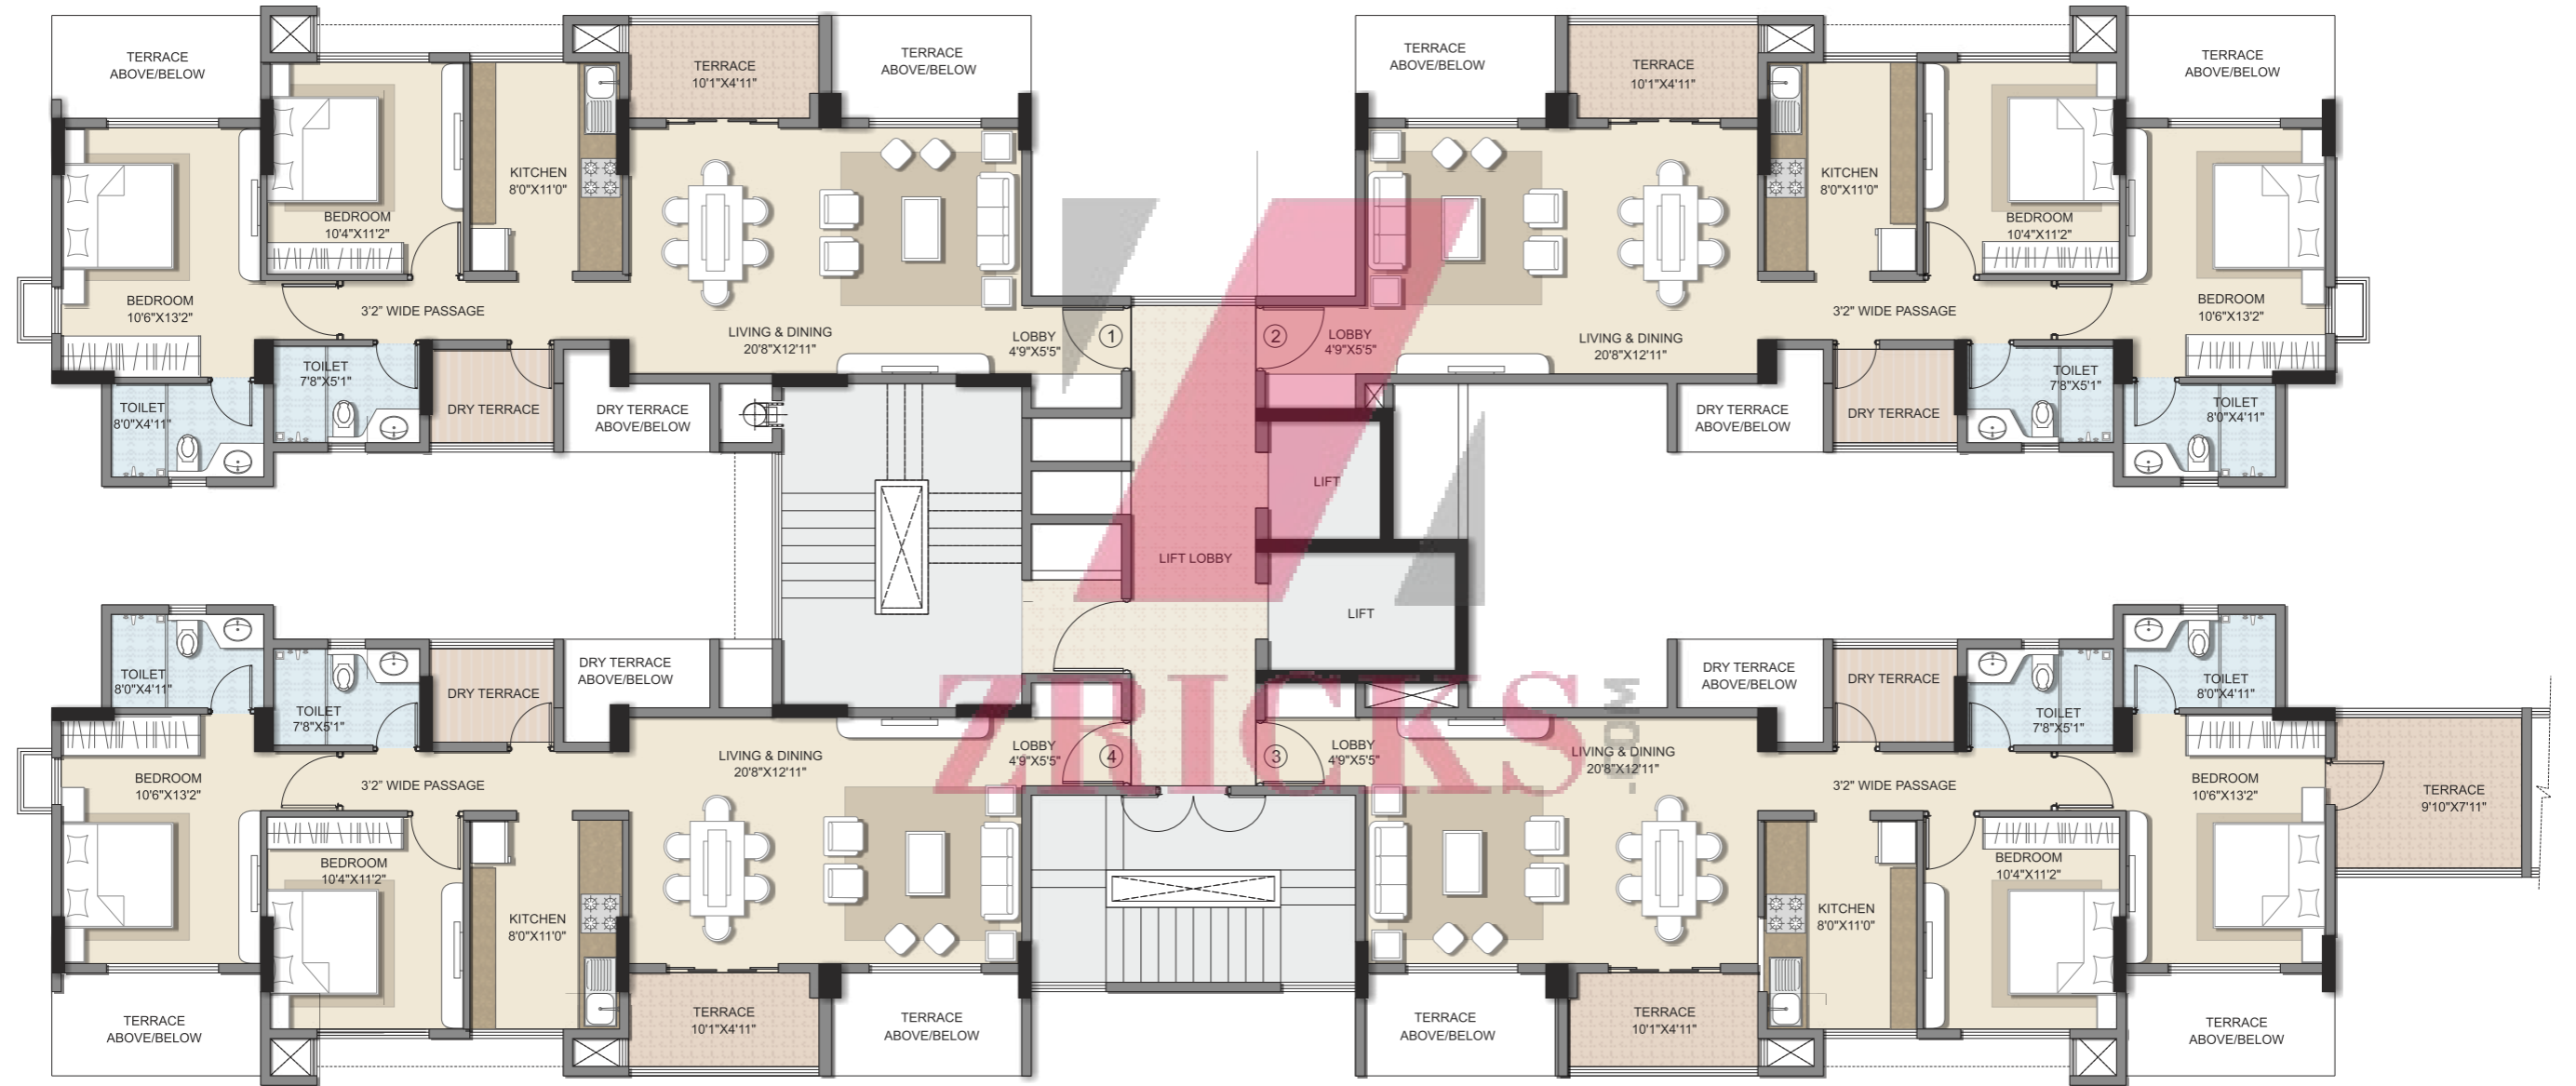 TERRACE
ABOVE/BELOW
TERRACE
10'1"X4'11"
TERRACE
ABOVE/BELOW
TERRACE
ABOVE/BELOW
TERRACE
10'1"X4'11"
TERRACE
ABOVE/BELOW
KITCHEN
8'0"X11'0"
BEDROOM
10'4"X11'2"
KITCHEN
8'0"X11'0"
BEDROOM
10'4"X11'2"
BEDROOM
10'6"X13'2"
3'2" WIDE PASSAGE
LIVING & DINING
20'8"X12'11"
LOBBY
4'9"X5'5"
1
2
LOBBY
4'9"X5'5"
LIVING & DINING
20'8"X12'11"
3'2" WIDE PASSAGE
BEDROOM
10'6"X13'2"
TOILET
7'8"X5'1"
TOILET
8'0"X4'11"
DRY TERRACE
DRY TERRACE
ABOVE/BELOW
DRY TERRACE
ABOVE/BELOW
DRY TERRACE
TOILET
7'8"X5'1"
TOILET
8'0"X4'11"
LIFT
LIFT LOBBY
LIFT
TOILET
8'0"X4'11"
TOILET
7'8"X5'1"
DRY TERRACE
DRY TERRACE
ABOVE/BELOW
DRY TERRACE
ABOVE/BELOW
DRY TERRACE
TOILET
7'8"X5'1"
TOILET
8'0"X4'11"
ZRICKS
.COM
BEDROOM
10'6"X13'2"
3'2" WIDE PASSAGE
LIVING & DINING
20'8"X12'11"
LOBBY
4'9"X5'5"
4
3
LOBBY
4'9"X5'5"
LIVING & DINING
20'8"X12'11"
3'2" WIDE PASSAGE
BEDROOM
10'6"X13'2"
TERRACE
9'10"X7'11"
BEDROOM
10'4"X11'2"
KITCHEN
8'0"X11'0"
KITCHEN
8'0"X11'0"
BEDROOM
10'4"X11'2"
TERRACE
ABOVE/BELOW
TERRACE
10'1"X4'11"
TERRACE
ABOVE/BELOW
TERRACE
ABOVE/BELOW
TERRACE
10'1"X4'11"
TERRACE
ABOVE/BELOW